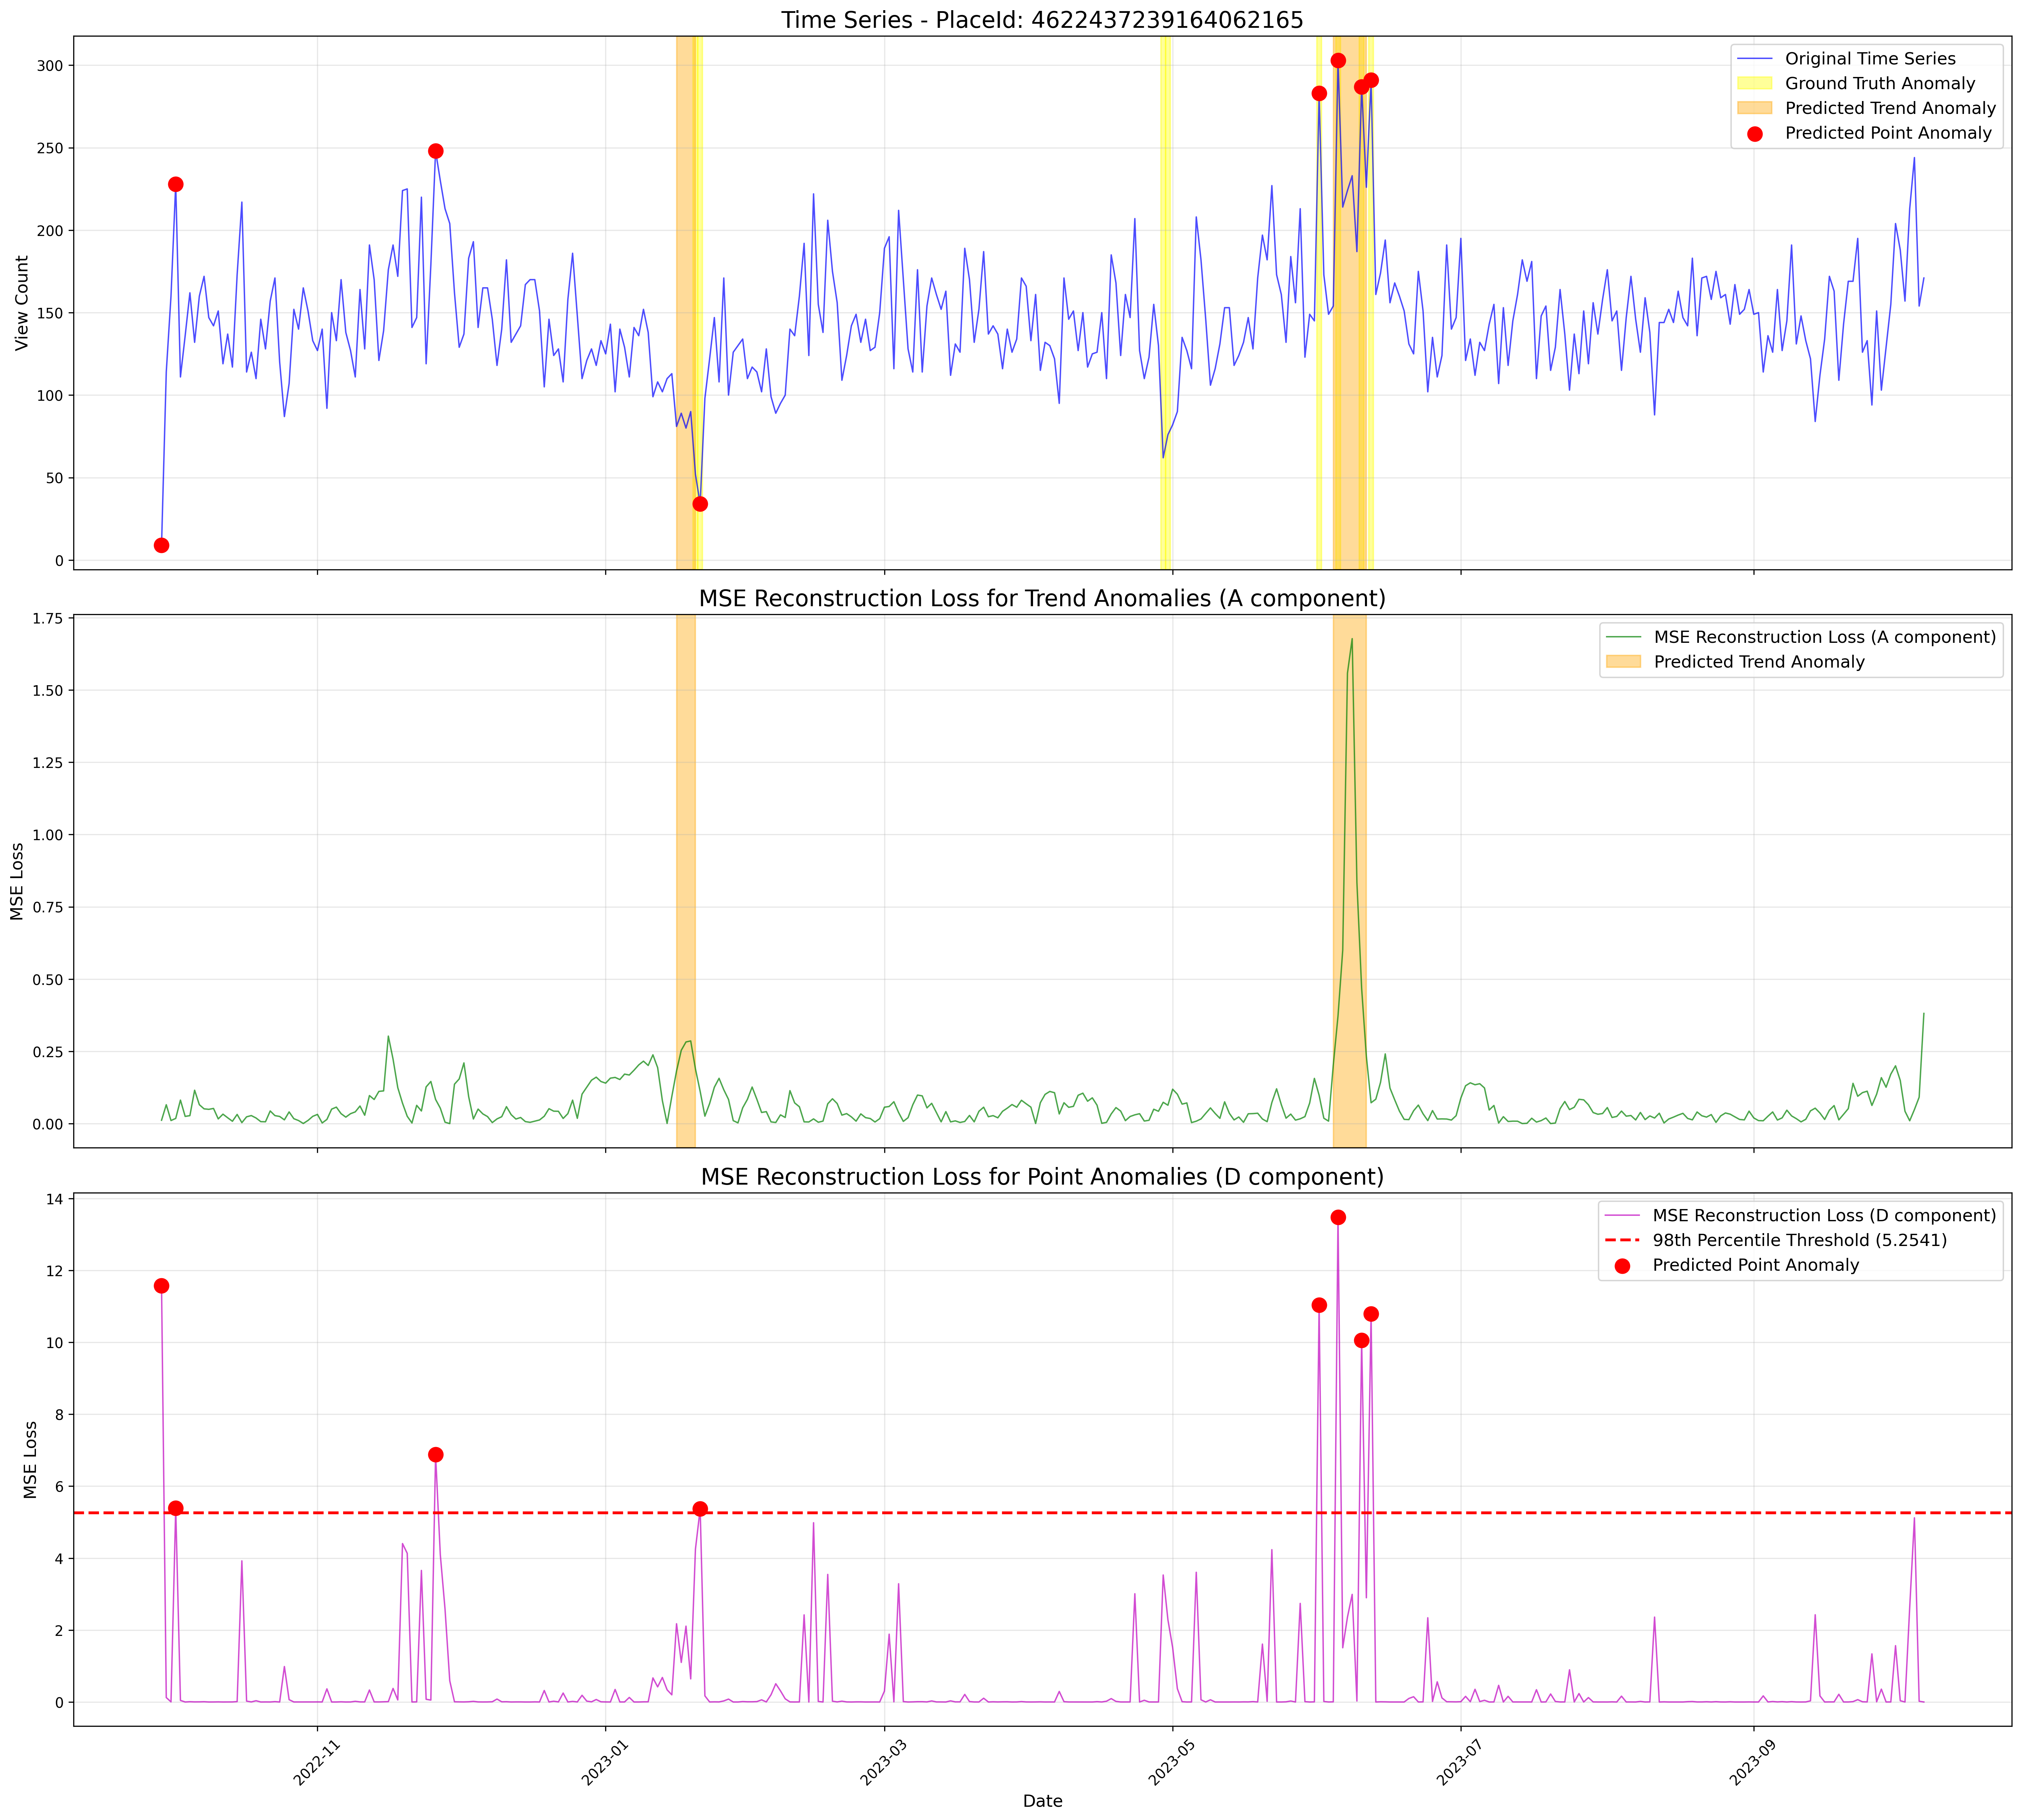 Time Series - PlaceId: 4622437239164062165
View Count
300
250
200
150
100
50
0
Original Time Series
Ground Truth Anomaly
Predicted Trend Anomaly
Predicted Point Anomaly
MSE Reconstruction Loss for Trend Anomalies (A component)
MSE Loss
1.75
1.50
1.25
1.00
0.75
0.50
0.25
0.00
MSE Reconstruction Loss (A component)
Predicted Trend Anomaly
MSE Reconstruction Loss for Point Anomalies (D component)
MSE Loss
14
12
10
8
6
4
2
0
MSE Reconstruction Loss (D component)
98th Percentile Threshold (5.2541)
Predicted Point Anomaly
2022-11
2023-01
2023-03
2023-05
2023-07
2023-09
Date